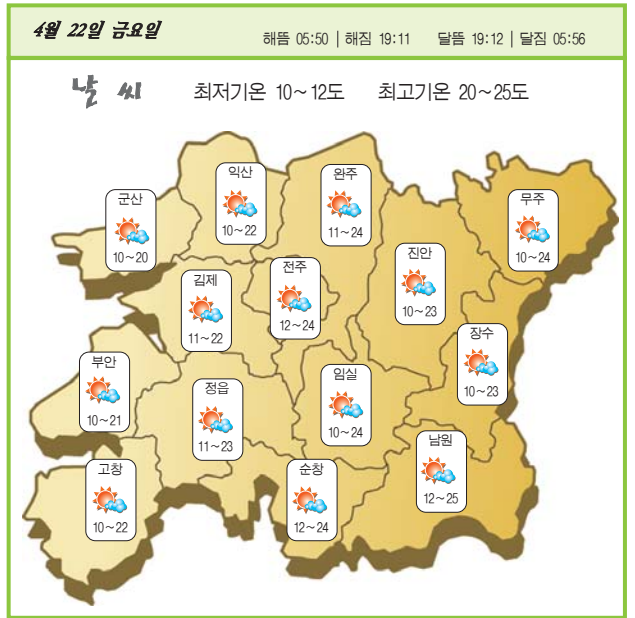 4월 22일 금요일
해뜸 05:50 | 해짐 19:11 달뜸 19:12 | 달짐 05:56
날 씨 최저기온 10~12도 최고기온 20~25도
군산
10~20
익산
10~22
완주
11~24
무주
10~24
김제
11~22
전주
12~24
진안
10~23
장수
10~23
부안
10~21
정읍
11~23
임실
10~24
남원
12~25
고창
10~22
순창
12~24